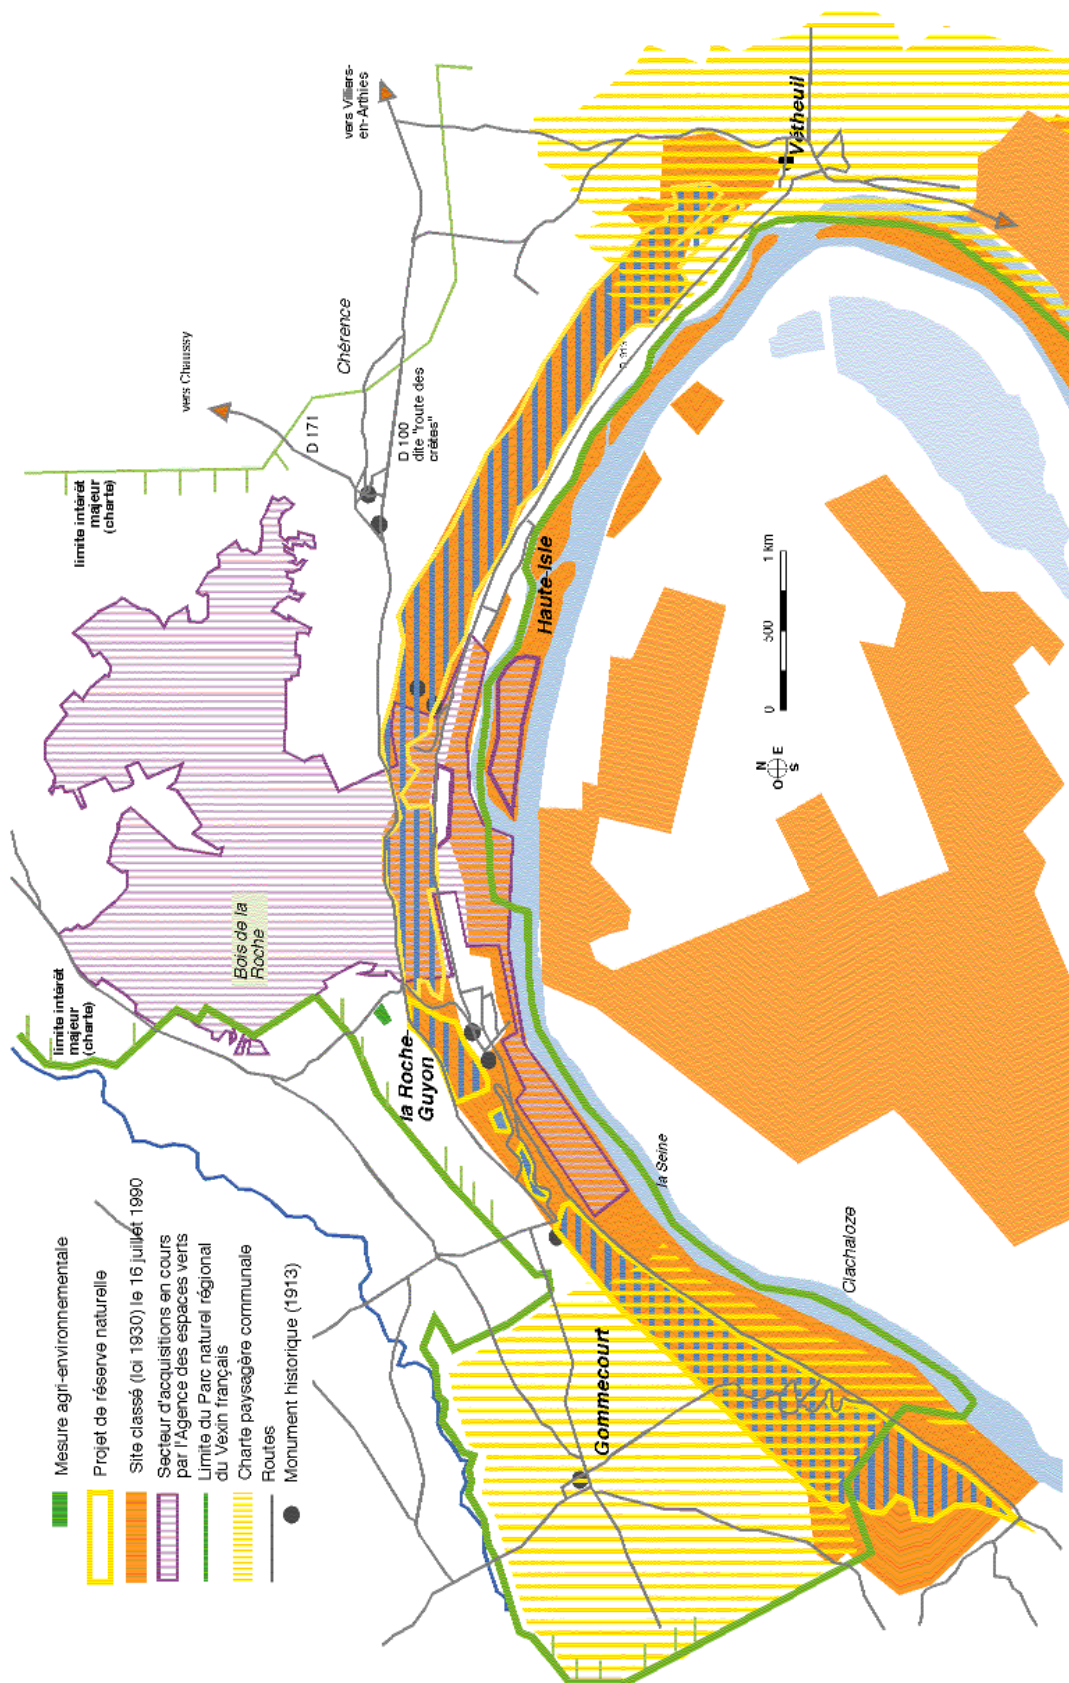 Mesure agri-environnementale
Projet de réserve naturelle
Site classé (loi 1930) le 16 juillet 1990
Secteur d'acquisitions en cours
par l'Agence des espaces verts
Limite du Parc naturel régional
du Vexin français
Charte paysagère communale
Routes
Monument historique (1913)
limite intérêt
majeur
(charte)
Bois de la
Roche
la Roche-
Guyon
Gommecourt
Clachaloze
la Seine
limite intérêt
majeur
(charte)
vers Chaussy
D 171
Chérence
D 100
dite "route des
crêtes"
vers Villiers-
en-Arthies
Haute-Isle
Vétheuil
N
O
E
S
0
500
1 km